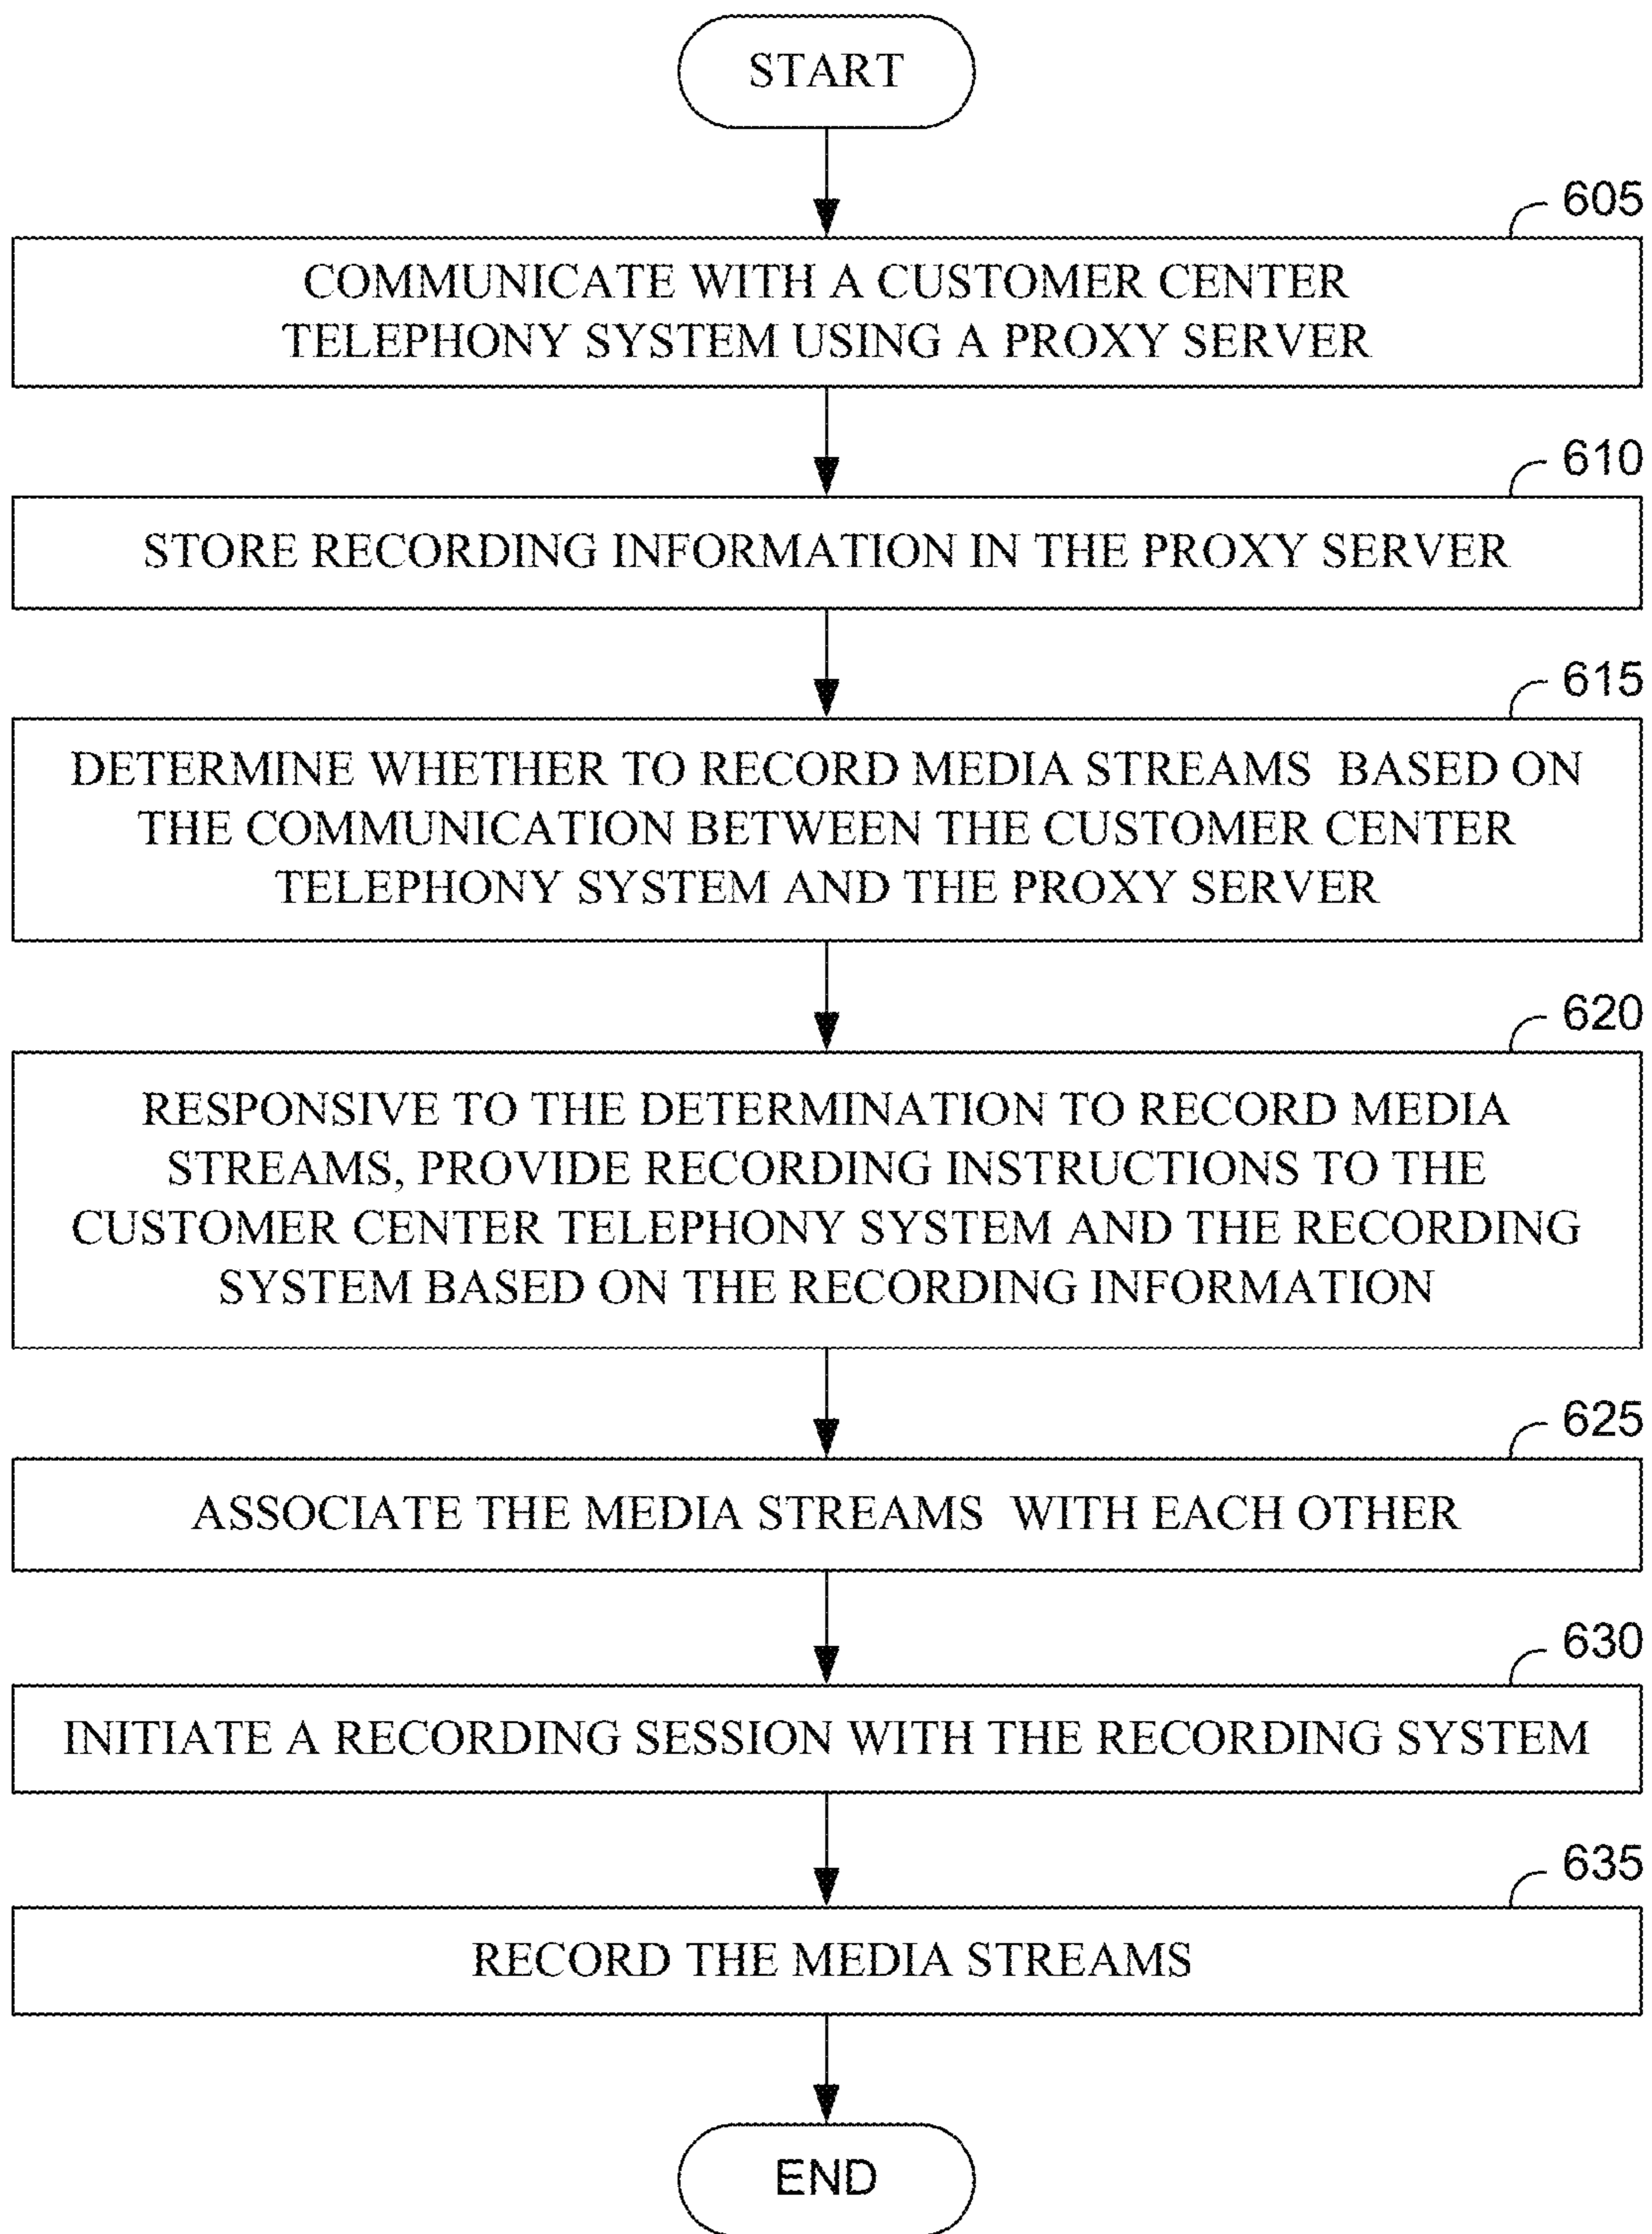 START
605
COMMUNICATE WITH A CUSTOMER CENTER
TELEPHONY SYSTEM USING A PROXY SERVER
610
STORE RECORDING INFORMATION IN THE PROXY SERVER
615
DETERMINE WHETHER TO RECORD MEDIA STREAMS BASED ON
THE COMMUNICATION BETWEEN THE CUSTOMER CENTER
TELEPHONY SYSTEM AND THE PROXY SERVER
620
RESPONSIVE TO THE DETERMINATION TO RECORD MEDIA
STREAMS, PROVIDE RECORDING INSTRUCTIONS TO THE
CUSTOMER CENTER TELEPHONY SYSTEM AND THE RECORDING
SYSTEM BASED ON THE RECORDING INFORMATION
625
ASSOCIATE THE MEDIA STREAMS WITH EACH OTHER
630
INITIATE A RECORDING SESSION WITH THE RECORDING SYSTEM
635
RECORD THE MEDIA STREAMS
END